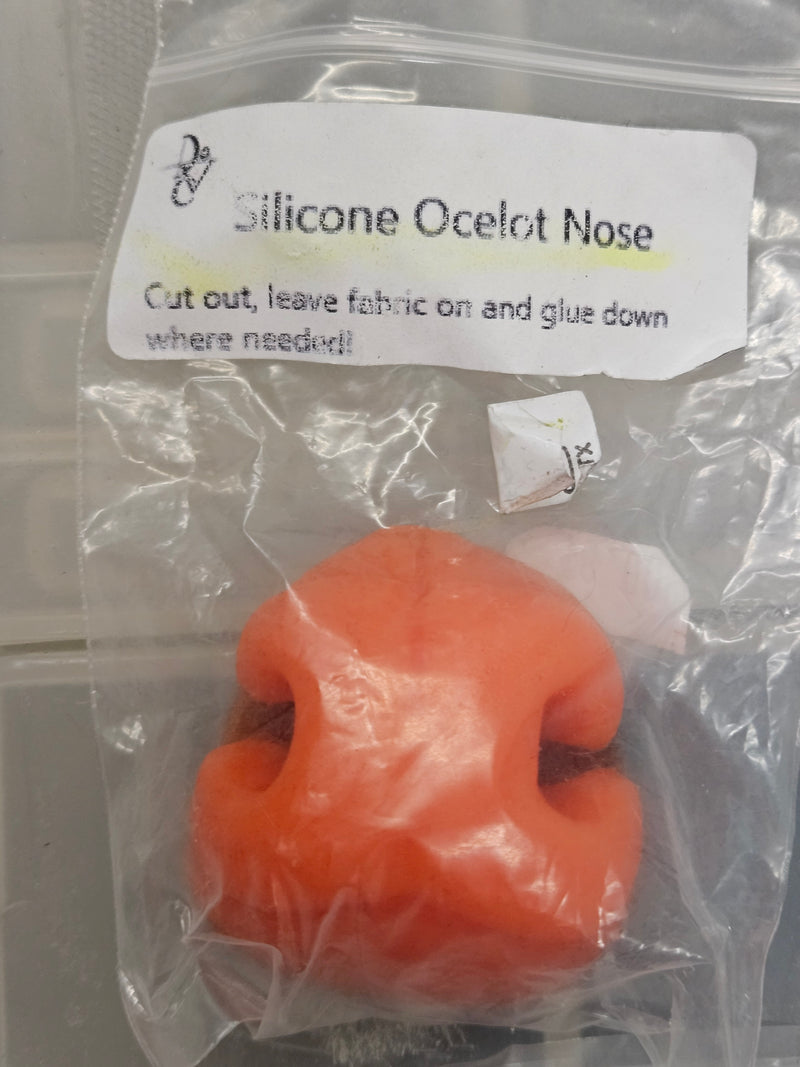 Silicone Ocelot Nose
Cut out, leave fabric on and glue down
where needed!